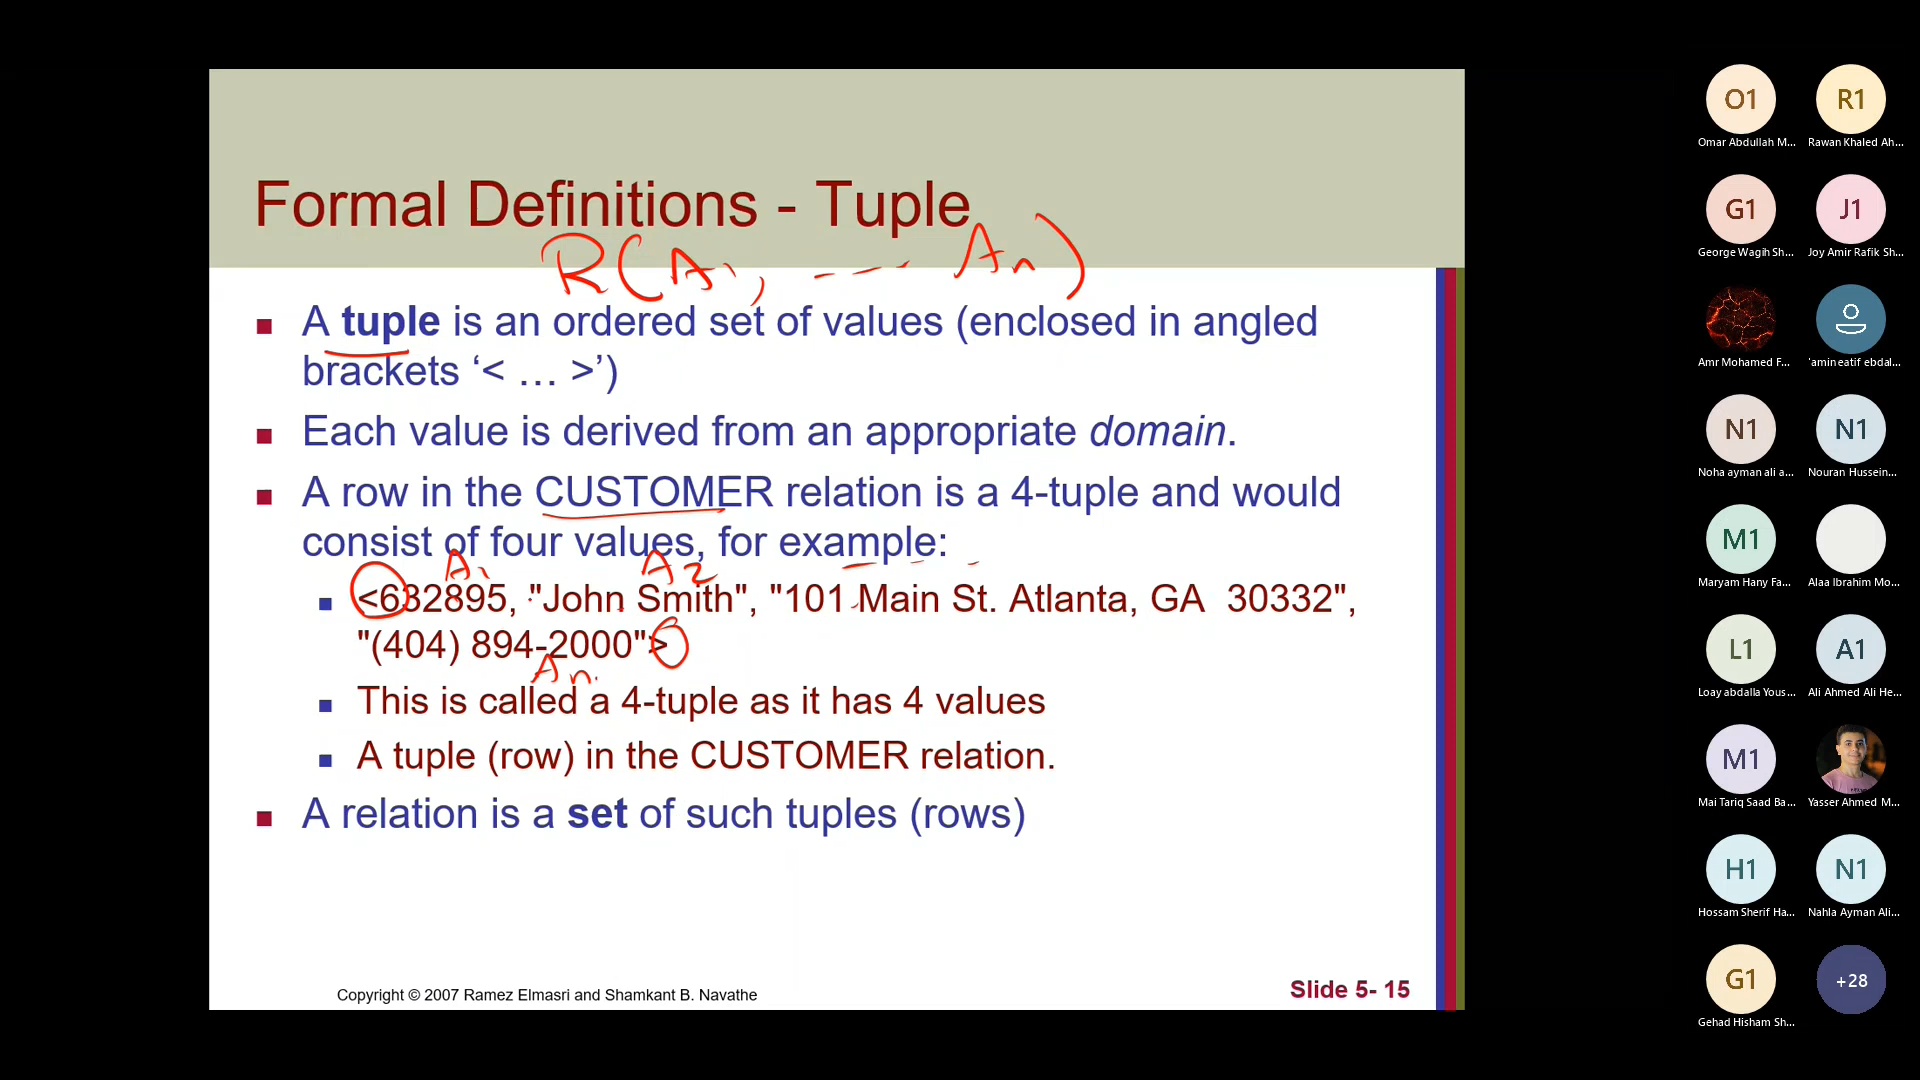 Formal Definitions - Tuple
R(A1, --- An)
A tuple is an ordered set of values (enclosed in angled
brackets ‘< … >’)
Each value is derived from an appropriate domain.
A row in the CUSTOMER relation is a 4-tuple and would
consist of four values, for example:
A1 A2
<632895, "John Smith", "101 Main St. Atlanta, GA 30332",
"(404) 894-2000">
An
This is called a 4-tuple as it has 4 values
A tuple (row) in the CUSTOMER relation.
A relation is a set of such tuples (rows)
Copyright © 2007 Ramez Elmasri and Shamkant B. Navathe
Slide 5- 15
O1 R1
Omar Abdullah M... Rawan Khaled Ah...
G1 J1
George Wagih Sh... Joy Amir Rafik Sh...
Amr Mohamed F... 'amin eatif ebdal...
N1 N1
Noha ayman ali a... Nouran Hussein...
M1
Maryam Hany Fa... Alaa Ibrahim Mo...
L1 A1
Loay abdalla Yous... Ali Ahmed Ali He...
M1
Mai Tariq Saad Ba... Yasser Ahmed M...
H1 N1
Hossam Sherif Ha... Nahla Ayman Ali...
G1 +28
Gehad Hisham Sh...